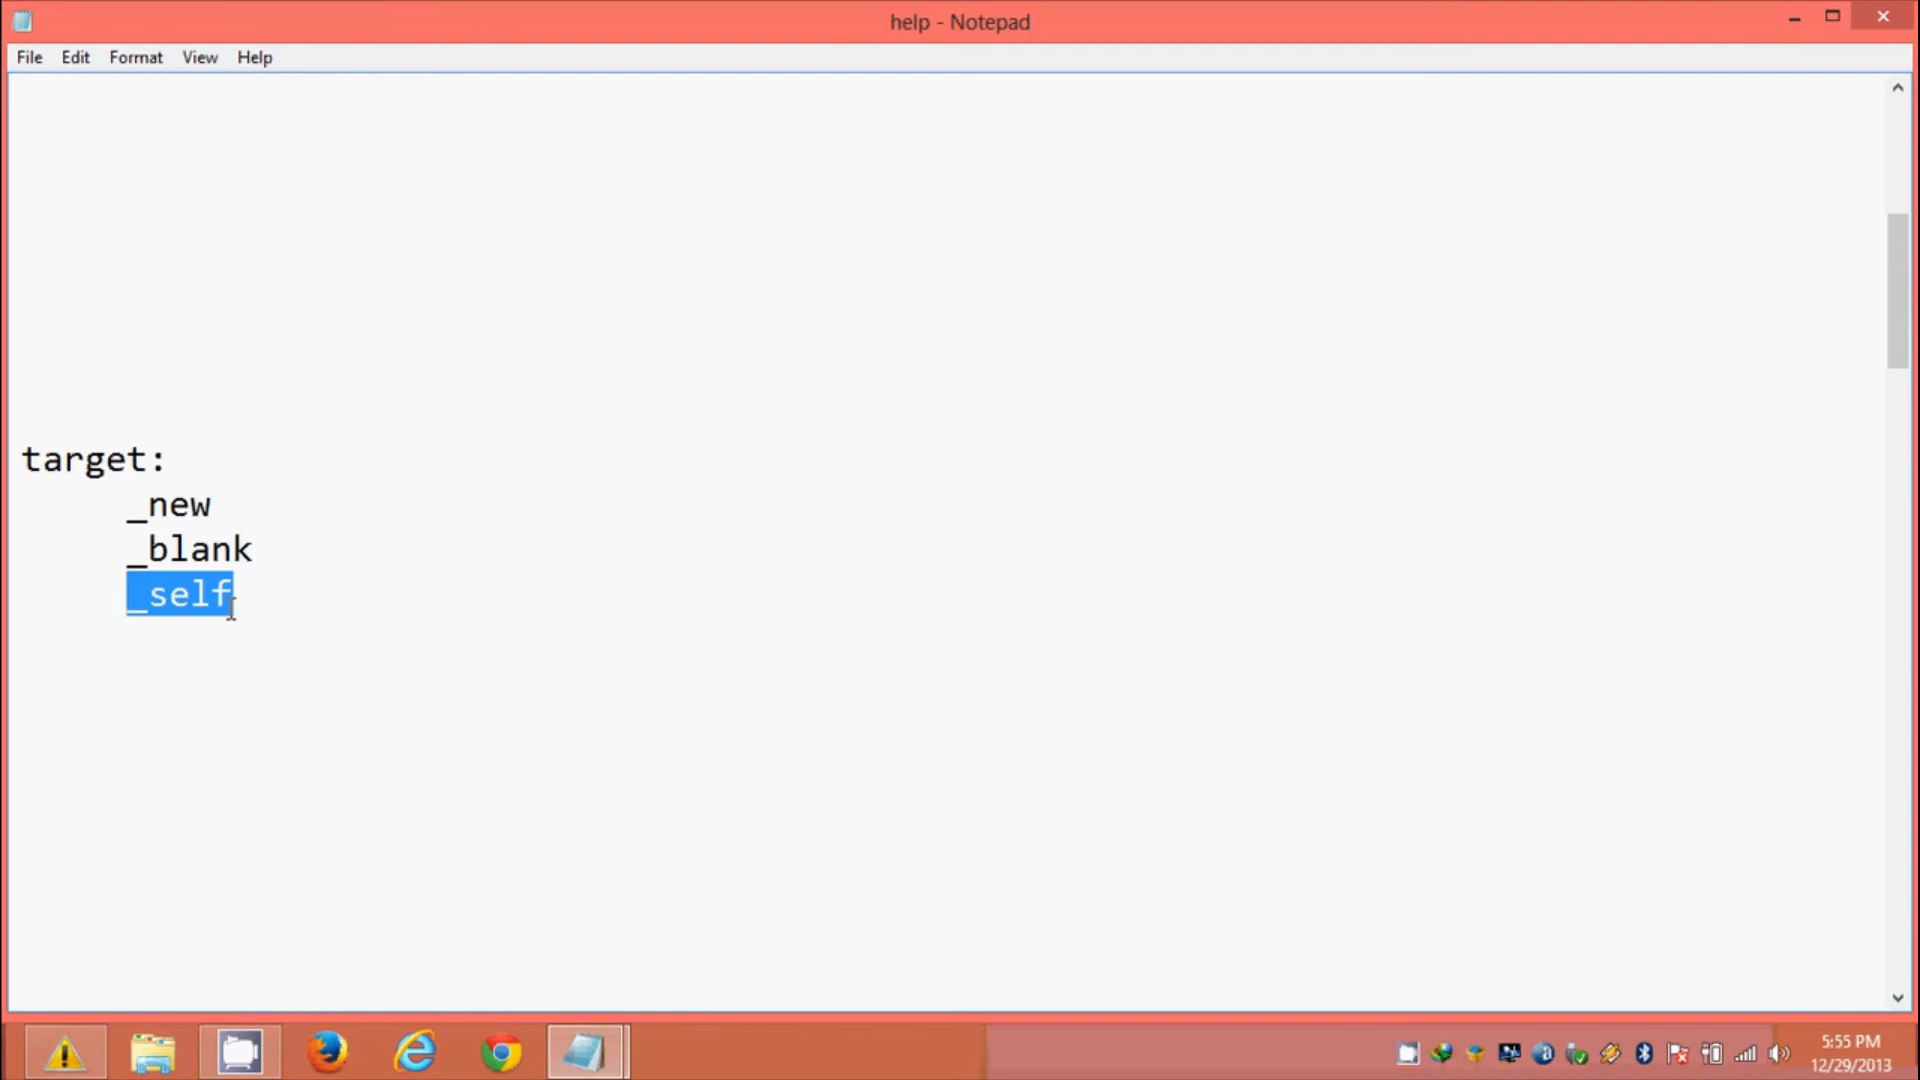 help - Notepad
File Edit Format View Help
target:
_new
_blank
_self
5:55 PM
12/29/2013